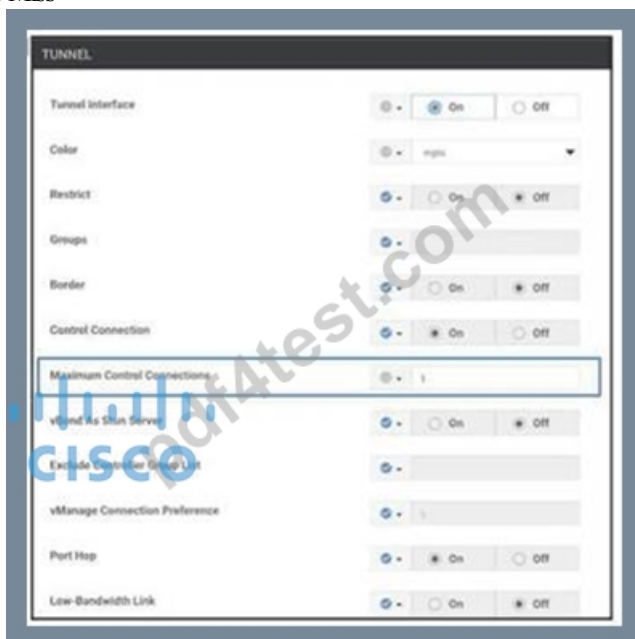 TUNNEL
Tunnel Interface On Off
Color mpls
Restrict On Off
Groups
Border On Off
Control Connection On Off
Maximum Control Connections 1
vBond As Stun Server On Off
Exclude Controller Group List
vManage Connection Preference 5
Port Hop On Off
Low-Bandwidth Link On Off
CISCO
pdf4test.com